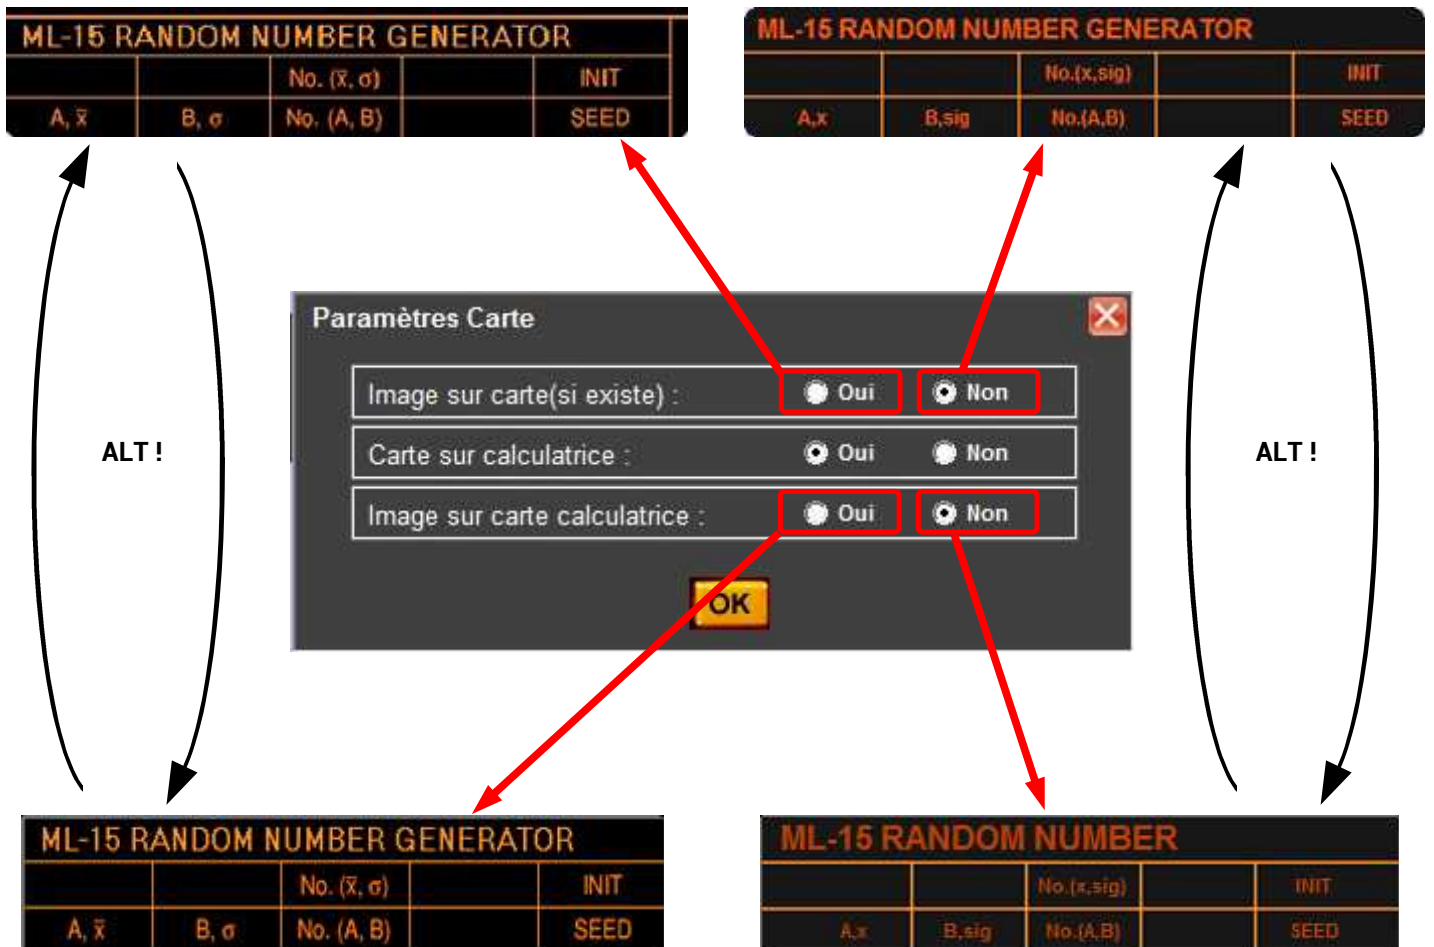 ML-15 RANDOM NUMBER GENERATOR
No. (x̅, σ) INIT
A, x̅ B, σ No. (A, B) SEED
ML-15 RANDOM NUMBER GENERATOR
No.(x,sig) INIT
A,x B,sig No.(A,B) SEED
Paramètres Carte
Image sur carte(si existe) : Oui Non
Carte sur calculatrice : Oui Non
Image sur carte calculatrice : Oui Non
OK
ALT !
ALT !
ML-15 RANDOM NUMBER GENERATOR
No. (x̅, σ) INIT
A, x̅ B, σ No. (A, B) SEED
ML-15 RANDOM NUMBER
No.(x,sig) INIT
A,x B,sig No.(A,B) SEED